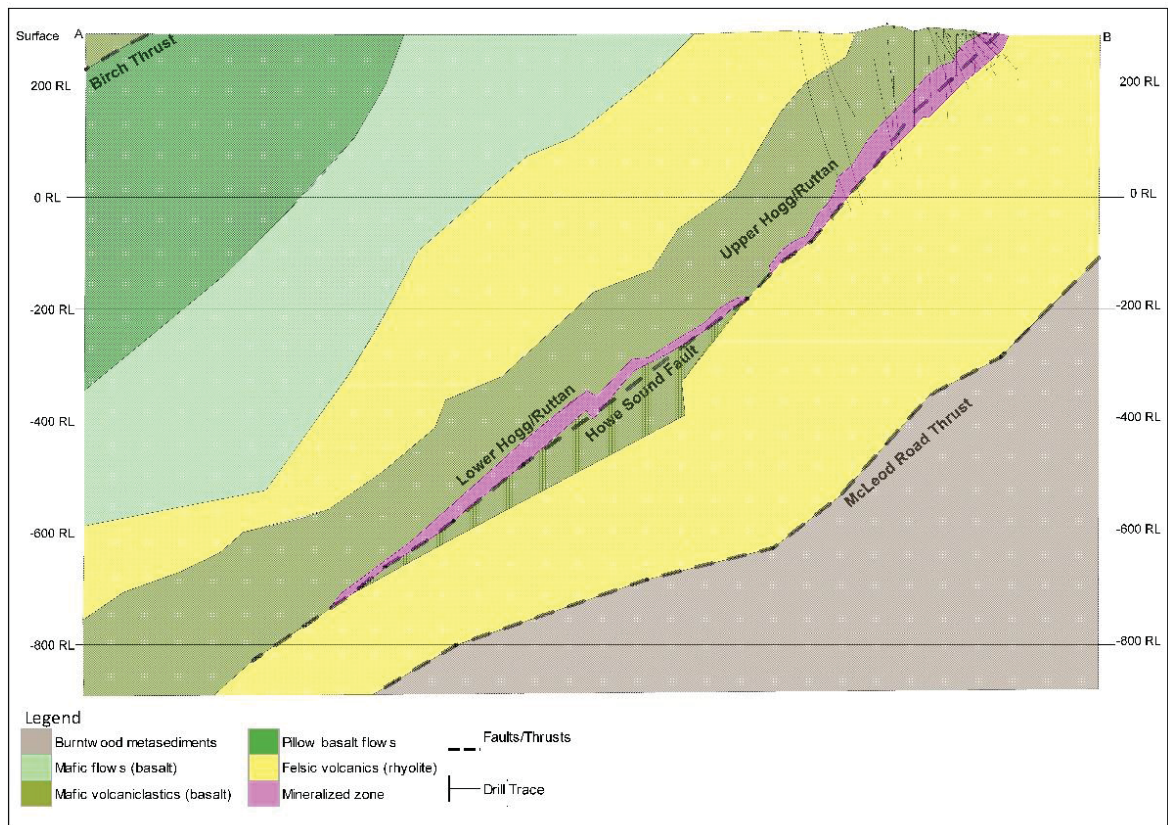 Surface A
B
Birch Thrust
200 RL
200 RL
0 RL
0 RL
Upper Hogg/Ruttan
-200 RL
-200 RL
Howe Sound Fault
Lower Hogg/Ruttan
-400 RL
-400 RL
McLeod Road Thrust
-600 RL
-600 RL
-800 RL
-800 RL
Legend
Burntwood metasediments
Mafic flows (basalt)
Mafic volcaniclastics (basalt)
Pillow basalt flows
Felsic volcanics (rhyolite)
Mineralized zone
Faults/Thrusts
Drill Trace